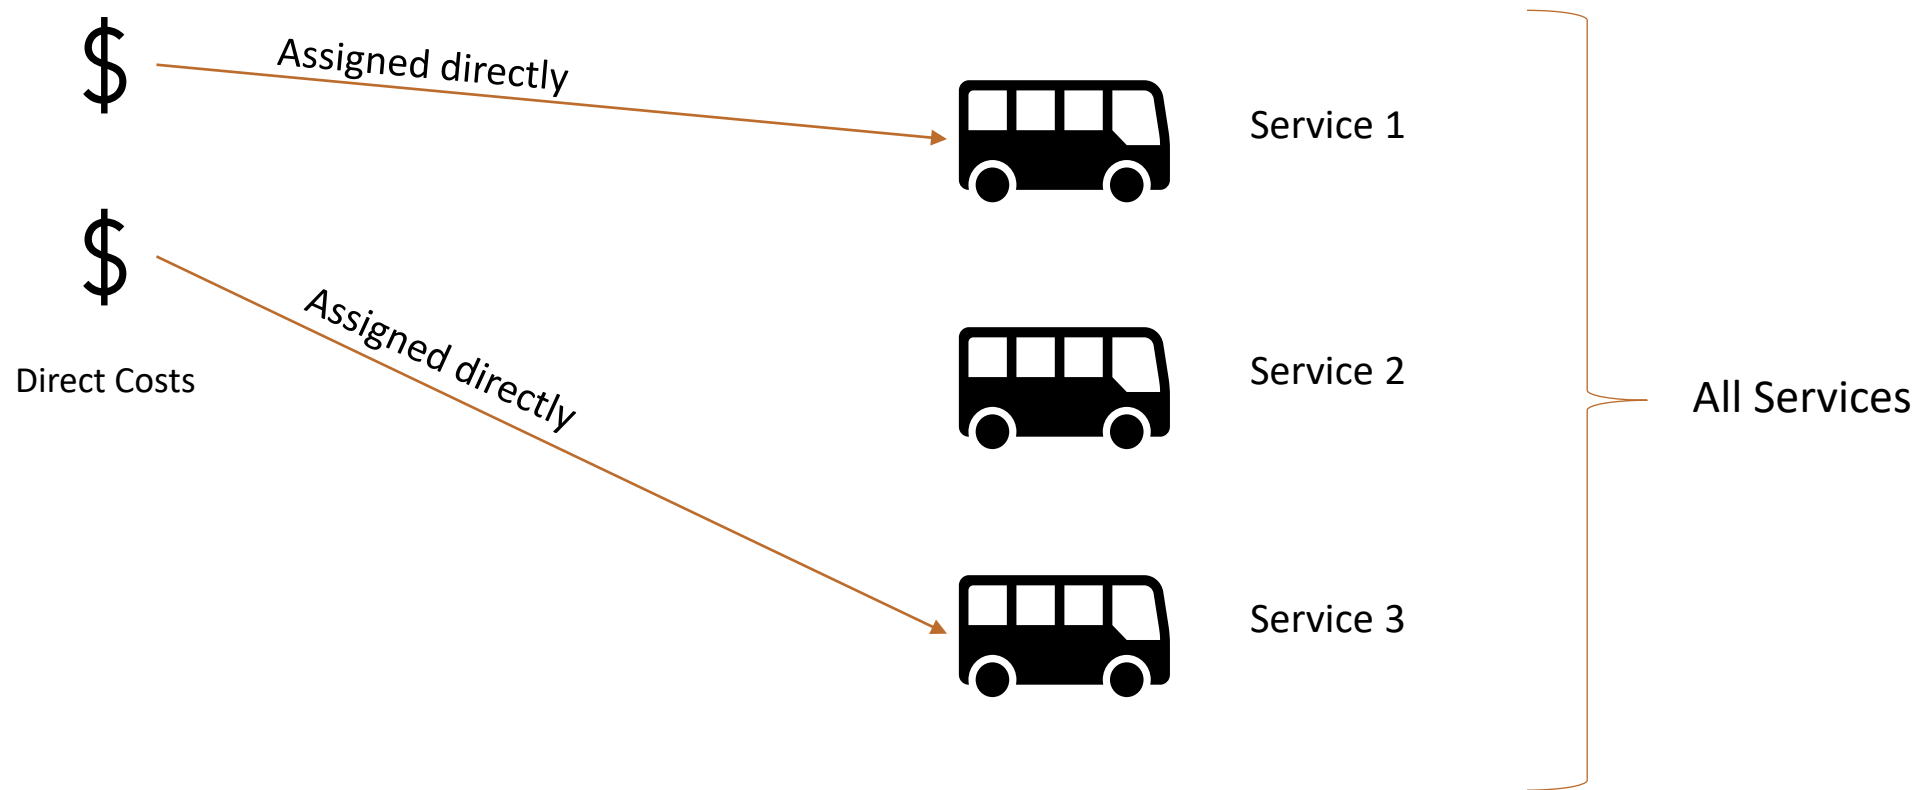 $
Assigned directly
Service 1
$
Assigned directly
Direct Costs
Service 2
All Services
Service 3